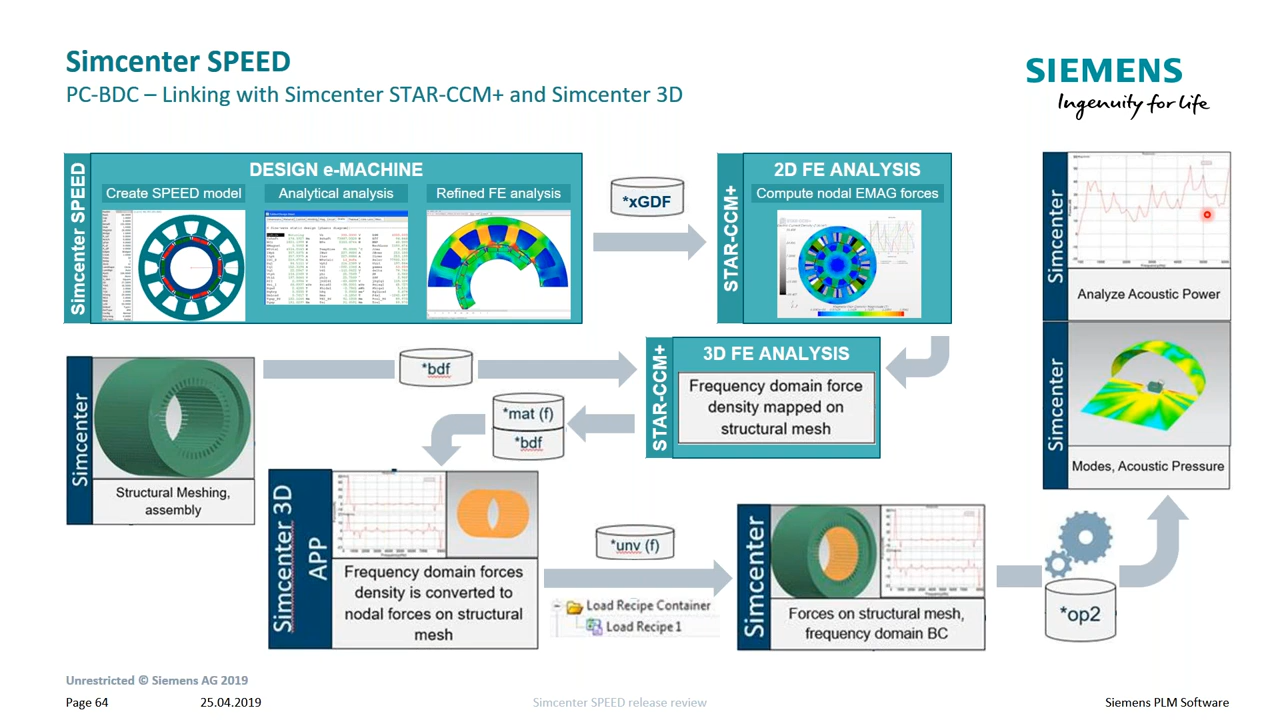 Simcenter SPEED
PC-BDC – Linking with Simcenter STAR-CCM+ and Simcenter 3D
SIEMENS
Ingenuity for life
Simcenter SPEED
DESIGN e-MACHINE
Create SPEED model
Analytical analysis
Refined FE analysis
*xGDF
STAR-CCM+
2D FE ANALYSIS
Compute nodal EMAG forces
Simcenter
Analyze Acoustic Power
Simcenter
Structural Meshing,
assembly
*bdf
STAR-CCM+
3D FE ANALYSIS
Frequency domain force
density mapped on
structural mesh
*mat (f)
*bdf
Simcenter
Modes, Acoustic Pressure
Simcenter 3D
APP
Frequency domain forces
density is converted to
nodal forces on structural
mesh
*unv (f)
Load Recipe Container
Load Recipe 1
Simcenter
Forces on structural mesh,
frequency domain BC
*op2
Unrestricted © Siemens AG 2019
Page 64
25.04.2019
Simcenter SPEED release review
Siemens PLM Software